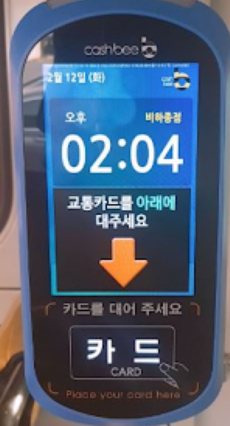 cashbee
2월 12일 (화)
오후 비하종점
02:04
교통카드를 아래에
대주세요
카드를 대어 주세요
카 드
CARD
Place your card here